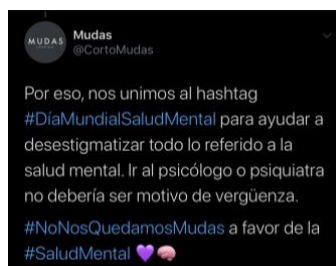 MUDAS
Mudas
@CortoMudas
Por eso, nos unimos al hashtag
#DíaMundialSaludMental para ayudar a
desestigmatizar todo lo referido a la
salud mental. Ir al psicólogo o psiquiatra
no debería ser motivo de vergüenza.
#NoNosQuedamosMudas a favor de la
#SaludMental 💜🧠